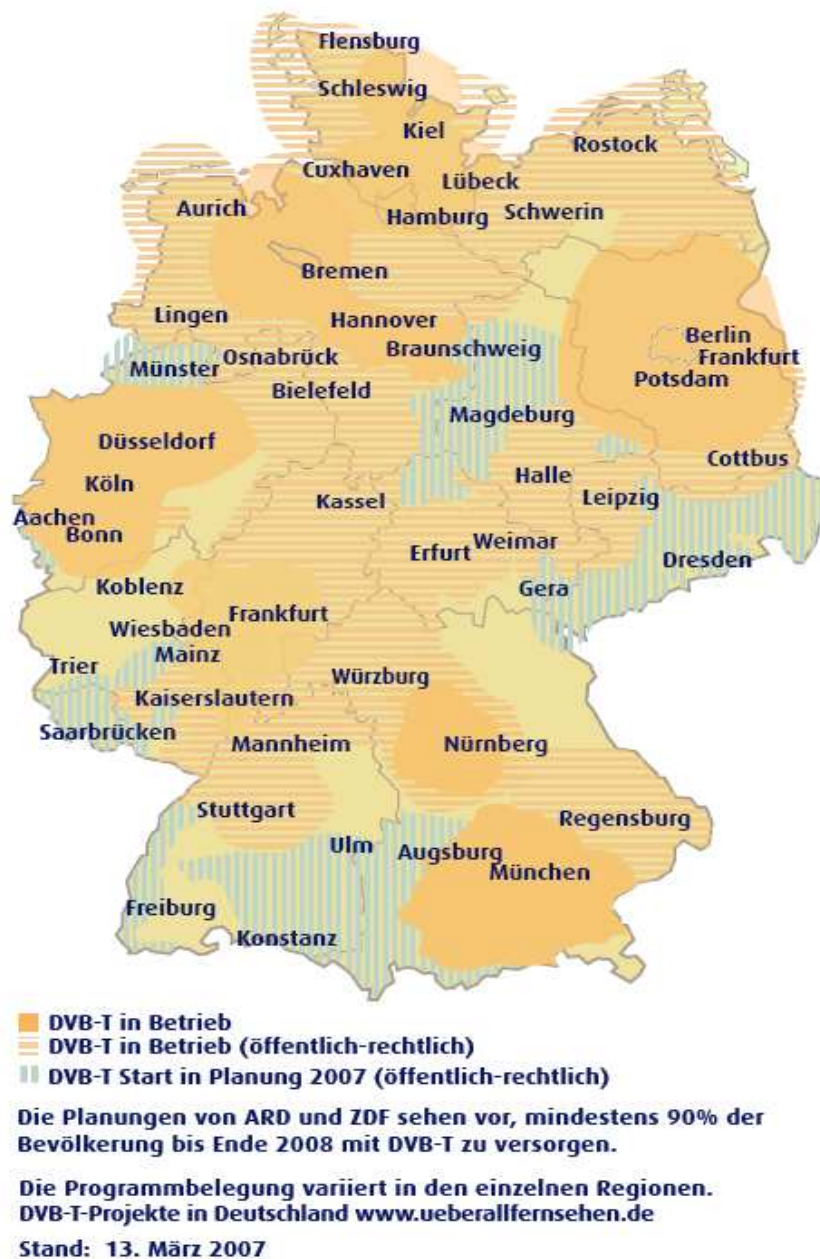 Flensburg
Schleswig
Kiel
Rostock
Cuxhaven
Lübeck
Aurich
Hamburg
Schwerin
Bremen
Lingen
Hannover
Berlin
Osnabrück
Braunschweig
Frankfurt
Münster
Potsdam
Bielefeld
Magdeburg
Düsseldorf
Cottbus
Halle
Köln
Kassel
Leipzig
Aachen
Bonn
Erfurt
Weimar
Dresden
Koblenz
Gera
Frankfurt
Wiesbaden
Mainz
Trier
Würzburg
Kaiserslautern
Saarbrücken
Mannheim
Nürnberg
Stuttgart
Regensburg
Ulm
Augsburg
München
Freiburg
Konstanz
DVB-T in Betrieb
DVB-T in Betrieb (öffentlich-rechtlich)
DVB-T Start in Planung 2007 (öffentlich-rechtlich)
Die Planungen von ARD und ZDF sehen vor, mindestens 90% der
Bevölkerung bis Ende 2008 mit DVB-T zu versorgen.
Die Programmbelegung variiert in den einzelnen Regionen.
DVB-T-Projekte in Deutschland www.ueberallfernsehen.de
Stand: 13. März 2007